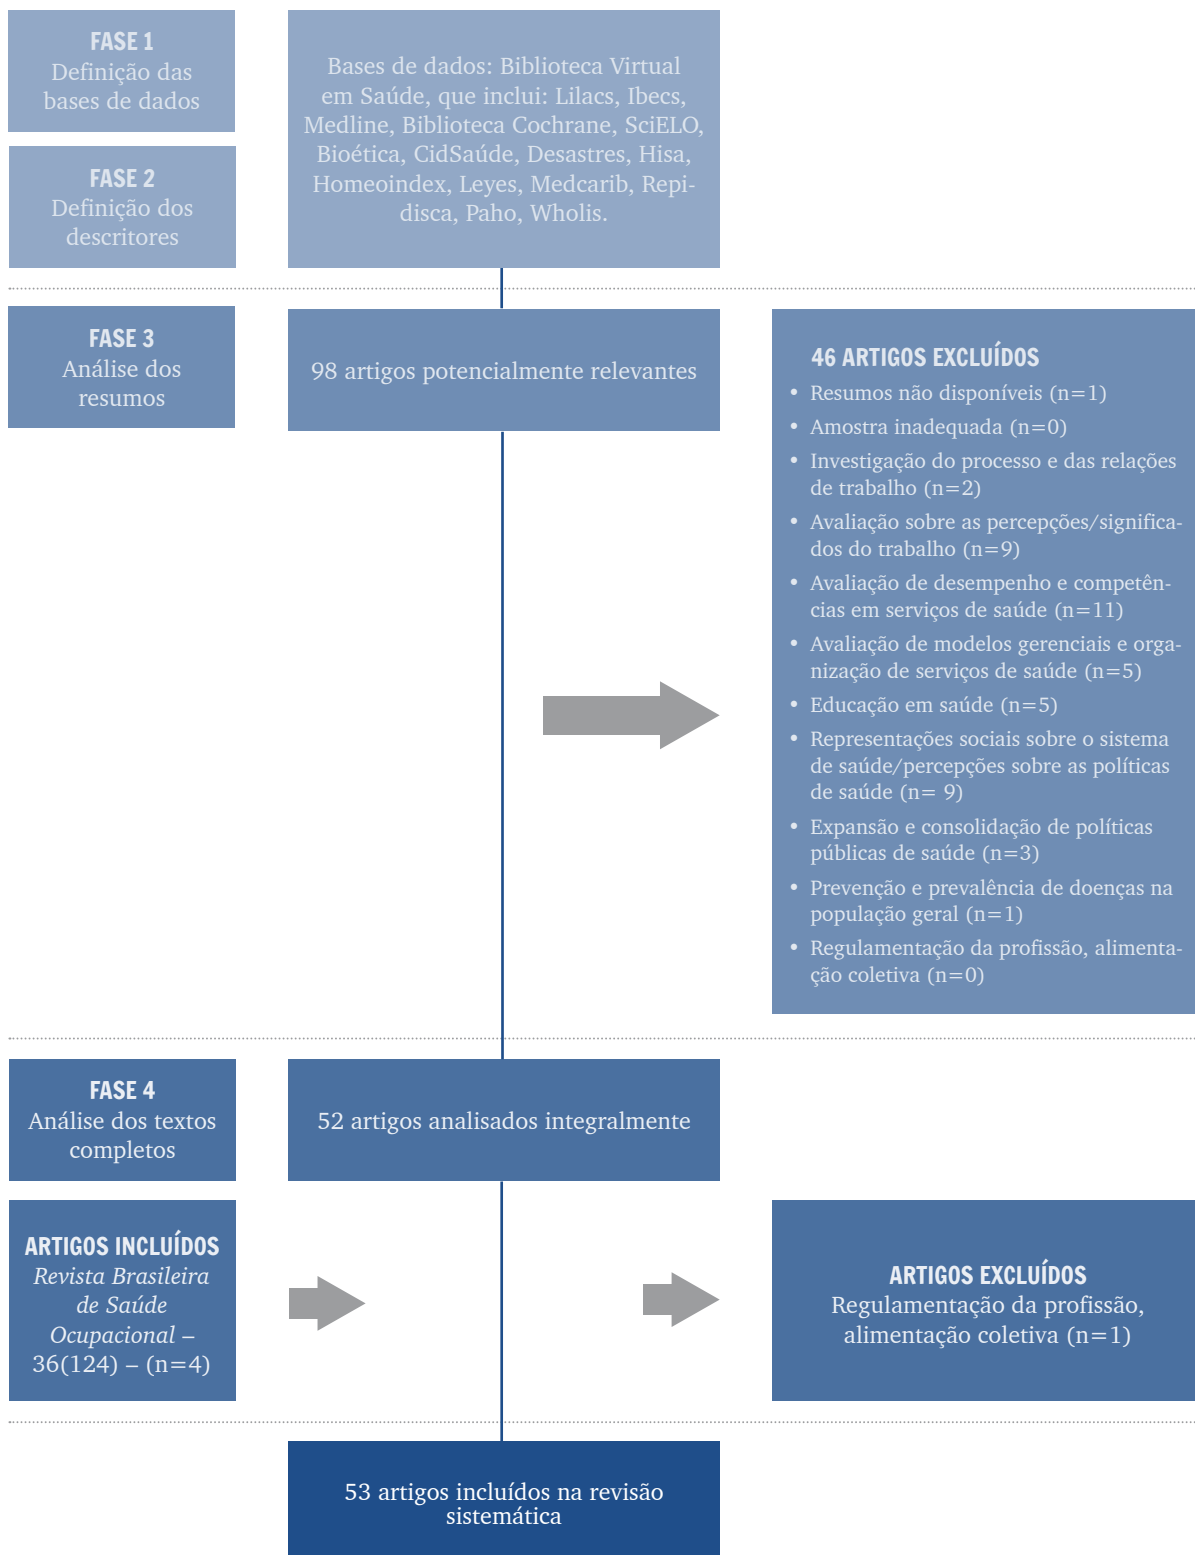 FASE 1
Definição das
bases de dados
FASE 2
Definição dos
descritores
Bases de dados: Biblioteca Virtual
em Saúde, que inclui: Lilacs, Ibecs,
Medline, Biblioteca Cochrane, SciELO,
Bioética, CidSaúde, Desastres, Hisa,
Homeoindex, Leyes, Medcarib, Repi-
disca, Paho, Wholis.
FASE 3
Análise dos
resumos
98 artigos potencialmente relevantes
46 ARTIGOS EXCLUÍDOS
• Resumos não disponíveis (n=1)
• Amostra inadequada (n=0)
• Investigação do processo e das relações
de trabalho (n=2)
• Avaliação sobre as percepções/significa-
dos do trabalho (n=9)
• Avaliação de desempenho e competên-
cias em serviços de saúde (n=11)
• Avaliação de modelos gerenciais e orga-
nização de serviços de saúde (n=5)
• Educação em saúde (n=5)
• Representações sociais sobre o sistema
de saúde/percepções sobre as políticas
de saúde (n= 9)
• Expansão e consolidação de políticas
públicas de saúde (n=3)
• Prevenção e prevalência de doenças na
população geral (n=1)
• Regulamentação da profissão, alimenta-
ção coletiva (n=0)
FASE 4
Análise dos textos
completos
52 artigos analisados integralmente
ARTIGOS INCLUÍDOS
Revista Brasileira
de Saúde
Ocupacional –
36(124) – (n=4)
ARTIGOS EXCLUÍDOS
Regulamentação da profissão,
alimentação coletiva (n=1)
53 artigos incluídos na revisão
sistemática